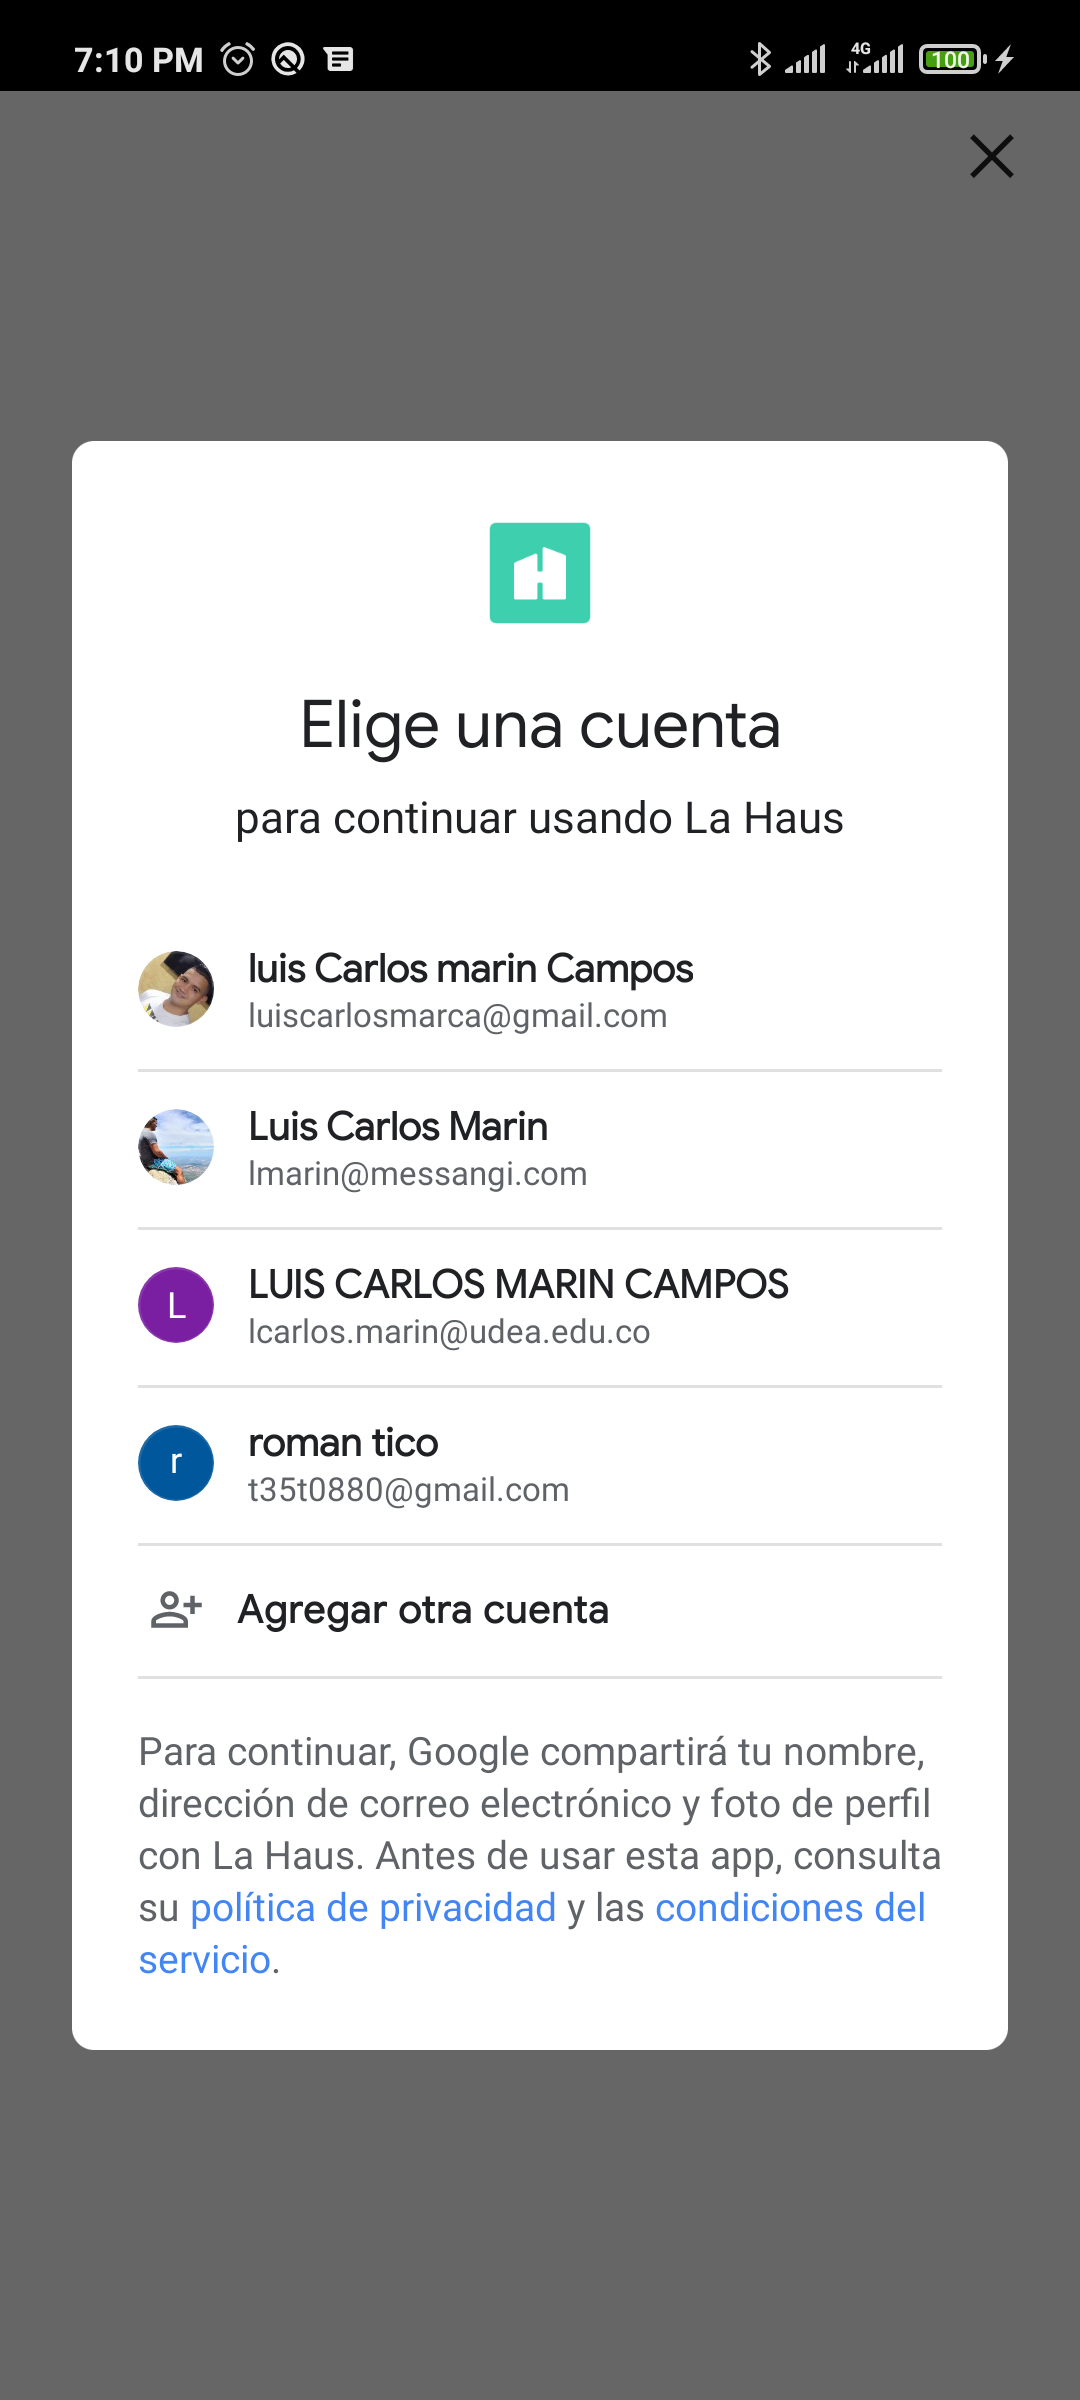 7:10 PM
4G
100
Elige una cuenta
para continuar usando La Haus
luis Carlos marin Campos
luiscarlosmarca@gmail.com
Luis Carlos Marin
lmarin@messangi.com
L
LUIS CARLOS MARIN CAMPOS
lcarlos.marin@udea.edu.co
r
roman tico
t35t0880@gmail.com
Agregar otra cuenta
Para continuar, Google compartirá tu nombre,
dirección de correo electrónico y foto de perfil
con La Haus. Antes de usar esta app, consulta
su política de privacidad y las condiciones del
servicio.